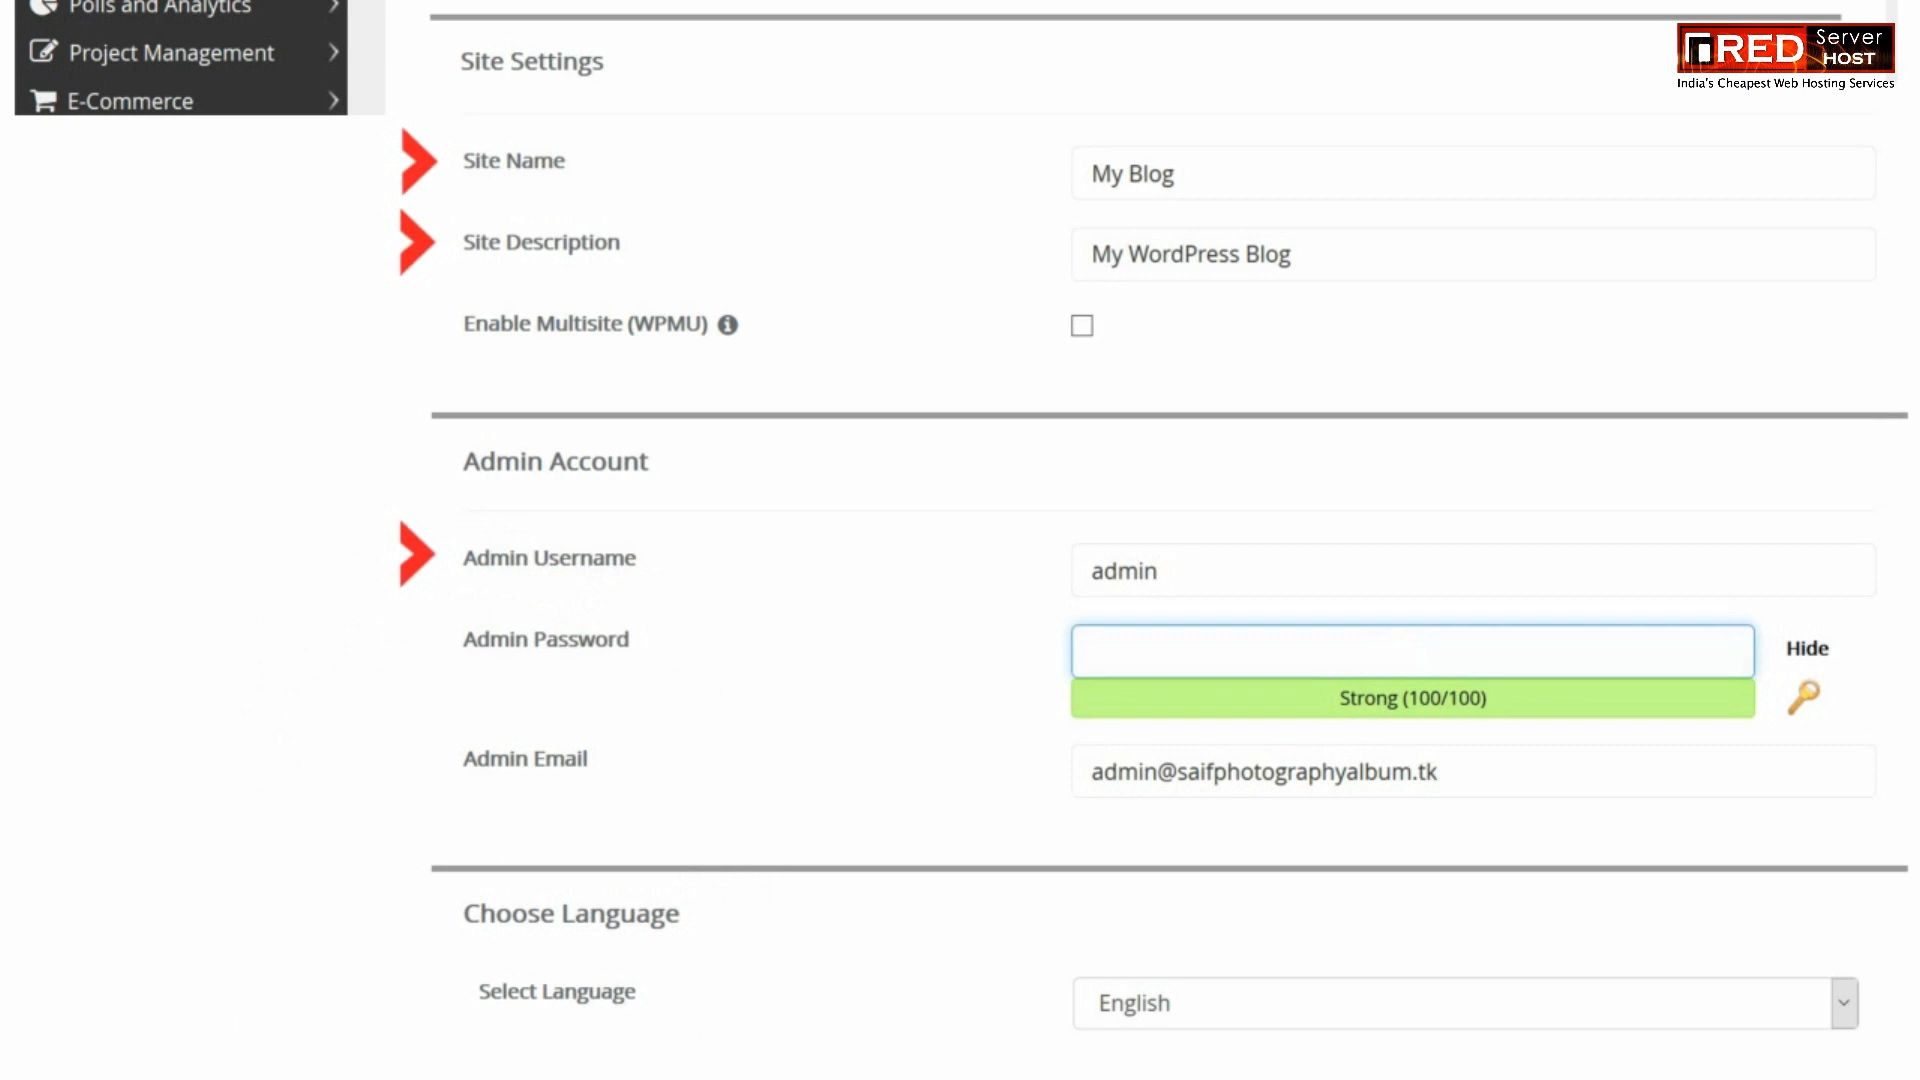 Polls and Analytics
Project Management
E-Commerce
RED Server HOST
India's Cheapest Web Hosting Services
Site Settings
Site Name
My Blog
Site Description
My WordPress Blog
Enable Multisite (WPMU)
Admin Account
Admin Username
admin
Admin Password
Hide
Strong (100/100)
Admin Email
admin@saifphotographyalbum.tk
Choose Language
Select Language
English